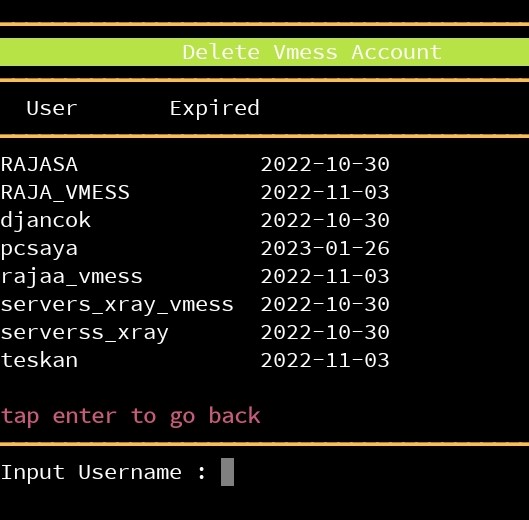 Delete Vmess Account
User Expired
RAJASA 2022-10-30
RAJA_VMESS 2022-11-03
djancok 2022-10-30
pcsaya 2023-01-26
rajaa_vmess 2022-11-03
servers_xray_vmess 2022-10-30
serverss_xray 2022-10-30
teskan 2022-11-03
tap enter to go back
Input Username :